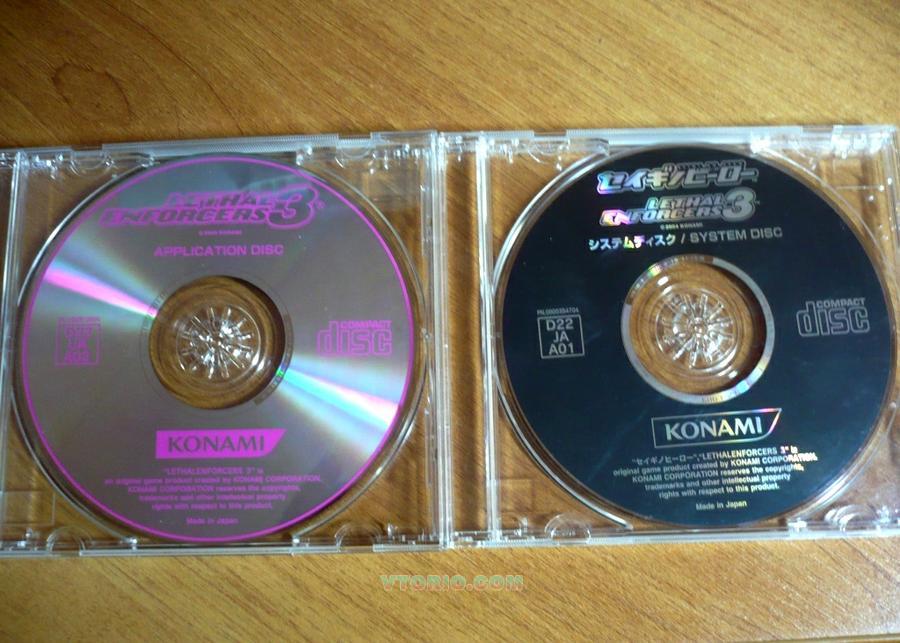 LETHAL
ENFORCERS 3
© 2004 KONAMI
APPLICATION DISC
D22
A02
COMPACT
disc
KONAMI
"LETHALENFORCERS 3" is
an original game product created by KONAMI CORPORATION.
KONAMI CORPORATION reserves the copyrights,
trademarks and other intellectual property
rights with respect to this product.
Made in Japan
セイギノヒーロー
LETHAL
ENFORCERS 3
© 2004 KONAMI
システムディスク / SYSTEM DISC
D22
JA
A01
COMPACT
disc
KONAMI
"セイギノヒーロー","LETHALENFORCERS 3" is
original game product created by KONAMI CORPORATION.
KONAMI CORPORATION reserves the copyrights,
trademarks and other intellectual property
rights with respect to this product.
Made in Japan
VTORIO.COM